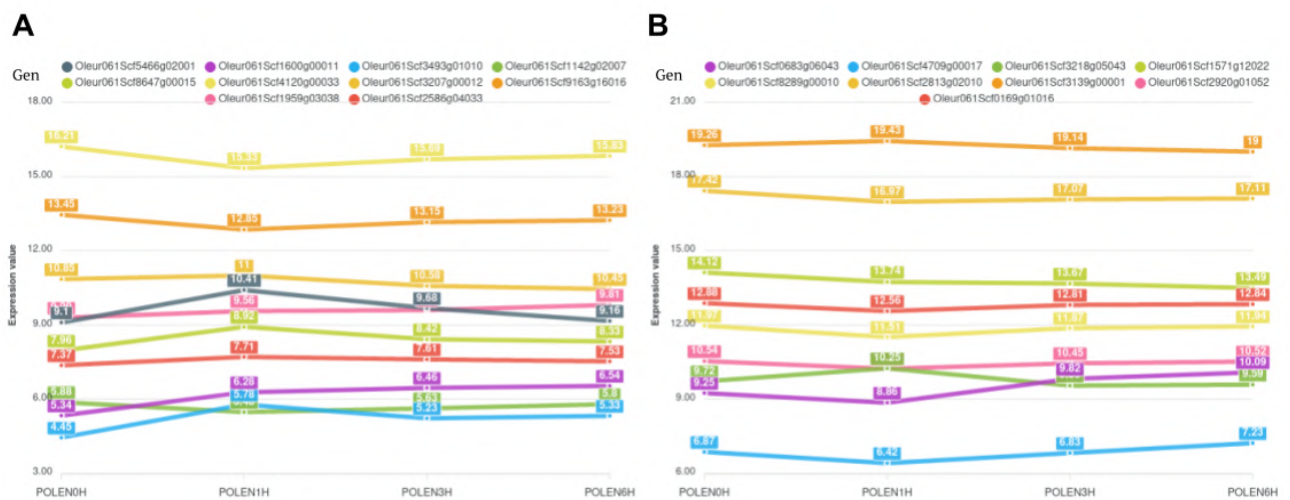 A
B
Gen
Oleur061Scf5466g02001 Oleur061Scf1600g00011 Oleur061Scf3493g01010 Oleur061Scf1142g02007
Oleur061Scf8647g00015 Oleur061Scf4120g00033 Oleur061Scf3207g00012 Oleur061Scf9163g16016
Oleur061Scf1959g03038 Oleur061Scf2586g04033
Expression value
18.00
15.00
12.00
9.00
6.00
3.00
16.21 15.33 15.69 15.83
13.45 12.85 13.15 13.23
10.85 11 10.58 10.45
9.1 10.41 9.68 9.16
9.56 9.81
7.96 8.92 8.42 8.33
7.37 7.71 7.61 7.53
5.34 6.28 6.46 6.54
5.88 5.63 5.8
4.45 5.78 5.23 5.33
POLEN0H POLEN1H POLEN3H POLEN6H
Gen
Oleur061Scf0683g06043 Oleur061Scf4709g00017 Oleur061Scf3218g05043 Oleur061Scf1571g12022
Oleur061Scf8289g00010 Oleur061Scf2813g02010 Oleur061Scf3139g00001 Oleur061Scf2920g01052
Oleur061Scf0169g01016
Expression value
21.00
18.00
15.00
12.00
9.00
6.00
19.26 19.43 19.14 19
17.42 16.97 17.07 17.11
14.12 13.74 13.67 13.49
12.88 12.56 12.81 12.84
11.97 11.51 11.87 11.94
10.54 10.45 10.52
9.72 10.25 9.59
9.25 8.86 9.82 10.09
6.87 6.42 6.83 7.23
POLEN0H POLEN1H POLEN3H POLEN6H